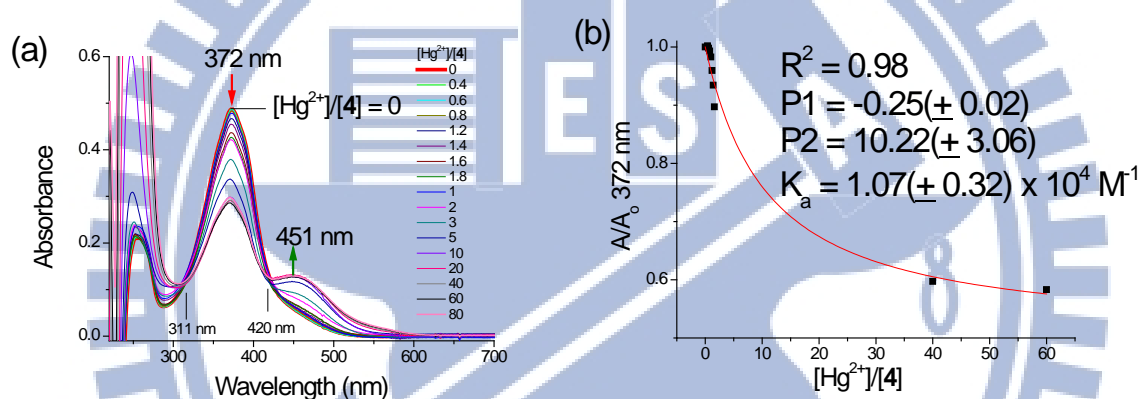 (a)
372 nm
[Hg2+]/[4] = 0
451 nm
311 nm
420 nm
Absorbance
0.6
0.4
0.2
0.0
300
400
500
600
700
Wavelength (nm)
[Hg2+]/[4]
0
0.4
0.6
0.8
1.2
1.4
1.6
1.8
1
2
3
5
10
20
40
60
80
(b)
R2 = 0.98
P1 = -0.25(± 0.02)
P2 = 10.22(± 3.06)
Ka = 1.07(± 0.32) x 10^4 M-1
A/Ao 372 nm
1.0
0.8
0.6
0
10
20
30
40
50
60
[Hg2+]/[4]
E S A
8